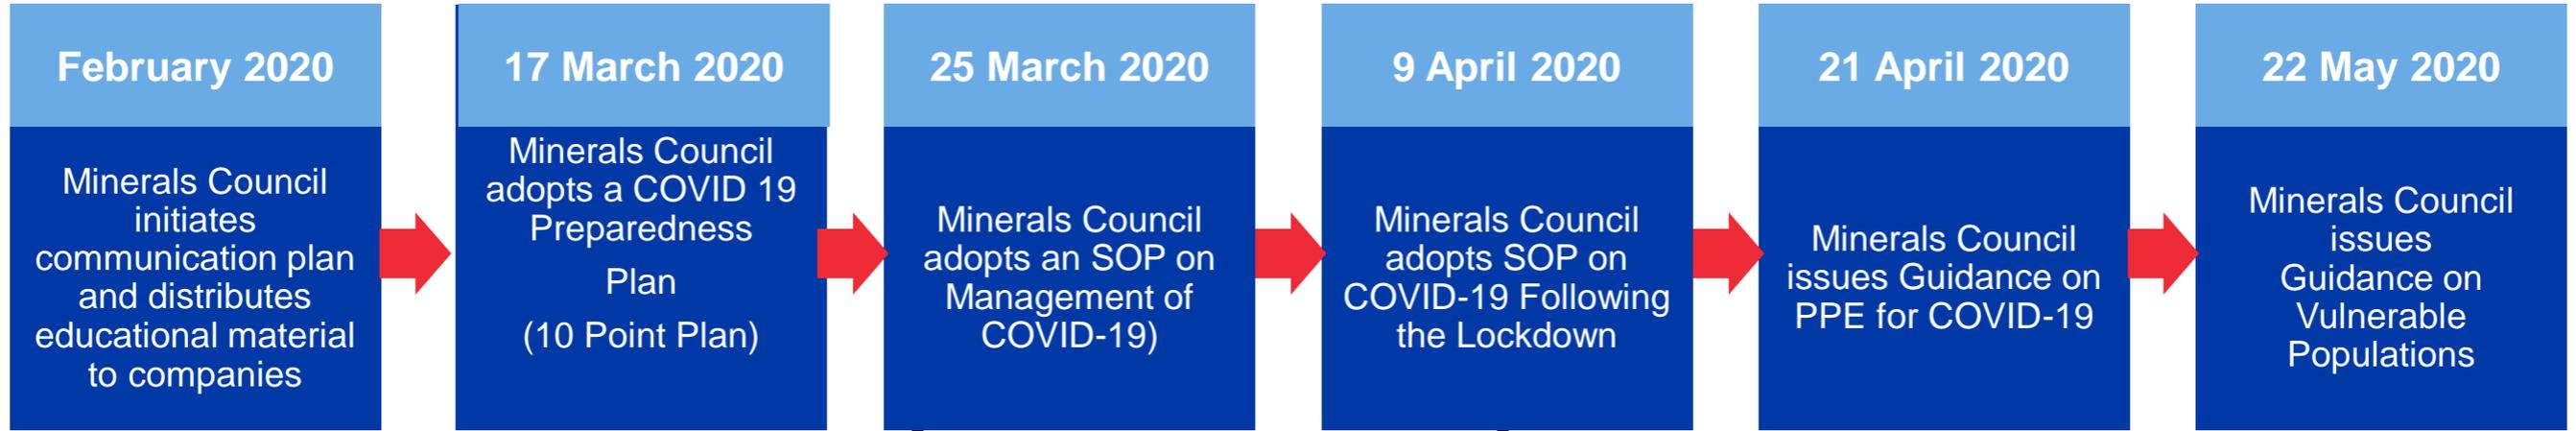 February 2020
Minerals Council
initiates
communication plan
and distributes
educational material
to companies
17 March 2020
Minerals Council
adopts a COVID 19
Preparedness
Plan
(10 Point Plan)
25 March 2020
Minerals Council
adopts an SOP on
Management of
COVID-19)
9 April 2020
Minerals Council
adopts SOP on
COVID-19 Following
the Lockdown
21 April 2020
Minerals Council
issues Guidance on
PPE for COVID-19
22 May 2020
Minerals Council
issues
Guidance on
Vulnerable
Populations